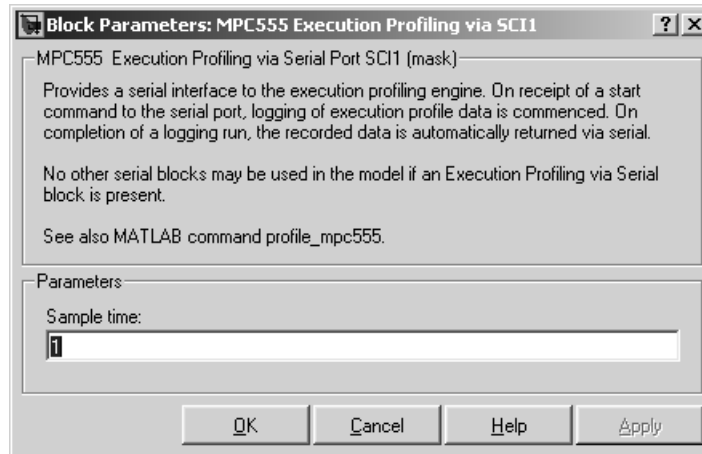 Block Parameters: MPC555 Execution Profiling via SCI1
MPC555 Execution Profiling via Serial Port SCI1 (mask)
Provides a serial interface to the execution profiling engine. On receipt of a start
command to the serial port, logging of execution profile data is commenced. On
completion of a logging run, the recorded data is automatically returned via serial.
No other serial blocks may be used in the model if an Execution Profiling via Serial
block is present.
See also MATLAB command profile_mpc555.
Parameters
Sample time:
1
OK Cancel Help Apply